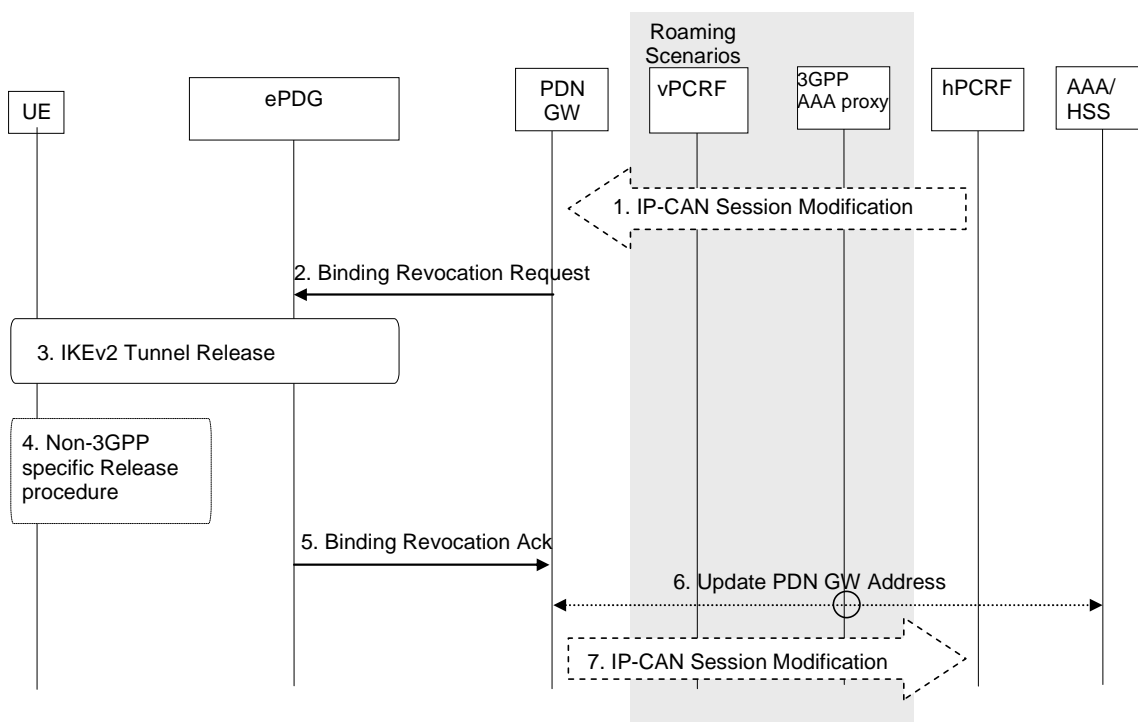 Roaming
Scenarios
UE
ePDG
PDN
GW
vPCRF
3GPP
AAA proxy
hPCRF
AAA/
HSS
1. IP-CAN Session Modification
2. Binding Revocation Request
3. IKEv2 Tunnel Release
4. Non-3GPP
specific Release
procedure
5. Binding Revocation Ack
6. Update PDN GW Address
7. IP-CAN Session Modification